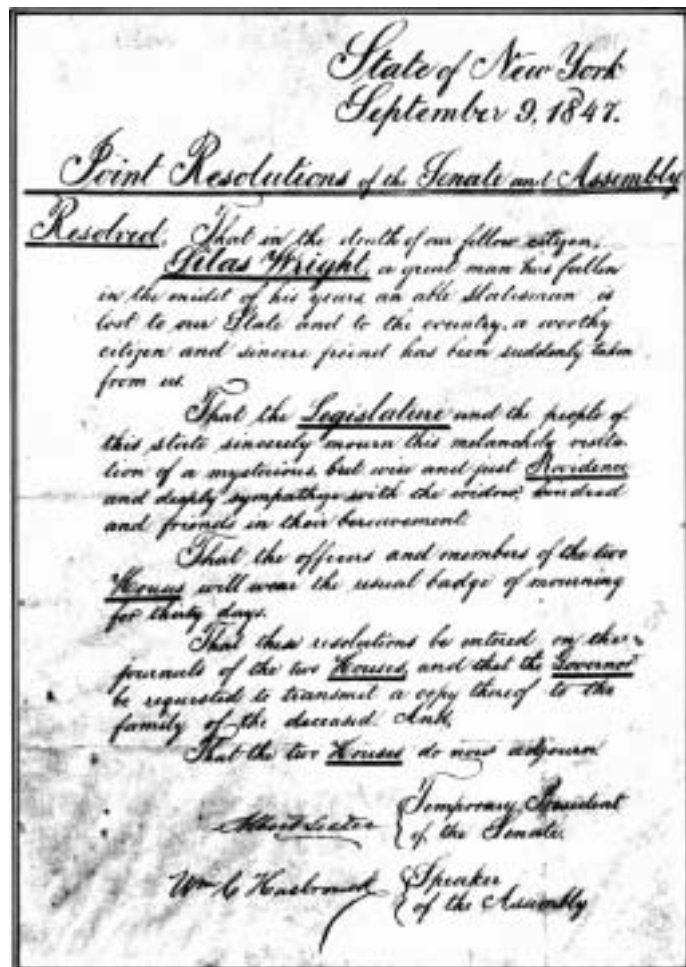 State of New York
September 9, 1847.
Joint Resolutions of the Senate and Assembly
Resolved, That in the death of our fellow citizen,
Silas Wright, a great man has fallen
in the midst of his years, an able Statesman is
lost to our State and to the country, a worthy
citizen and sincere friend has been suddenly taken
from us.
That the Legislature and the people of
this state sincerely mourn this melancholy visita-
tion of a mysterious, but wise and just Providence
and deeply sympathize with the widow, kindred
and friends in their bereavement.
That the officers and members of the two
Houses will wear the usual badge of mourning
for thirty days.
That these resolutions be entered on the
journals of the two Houses, and that the Governor
be requested to transmit a copy thereof to the
family of the deceased. And,
That the two Houses do now adjourn
Albert Lester
Temporary President
of the Senate.
Wm C Hasbrouck
Speaker
of the Assembly